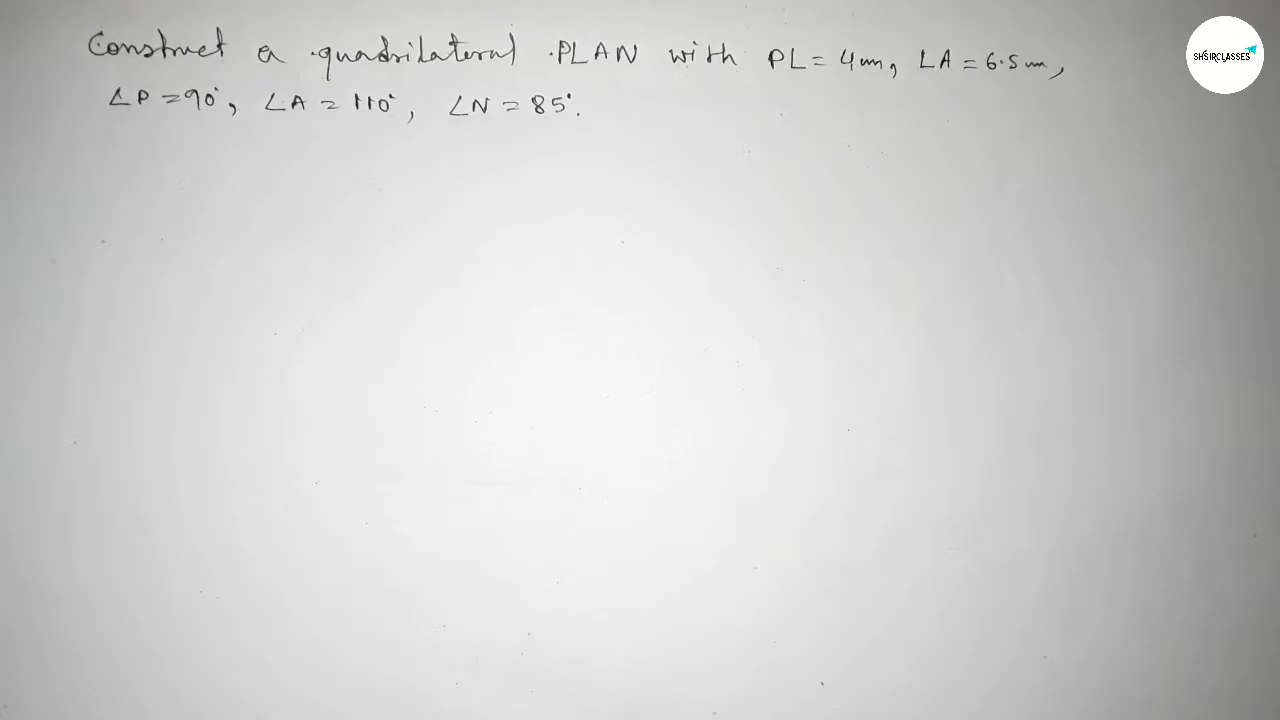 Construct a quadrilateral PLAN with PL = 4cm, LA = 6.5cm,
∠P = 90°, ∠A = 110°, ∠N = 85°.
SHSIRCLASSES